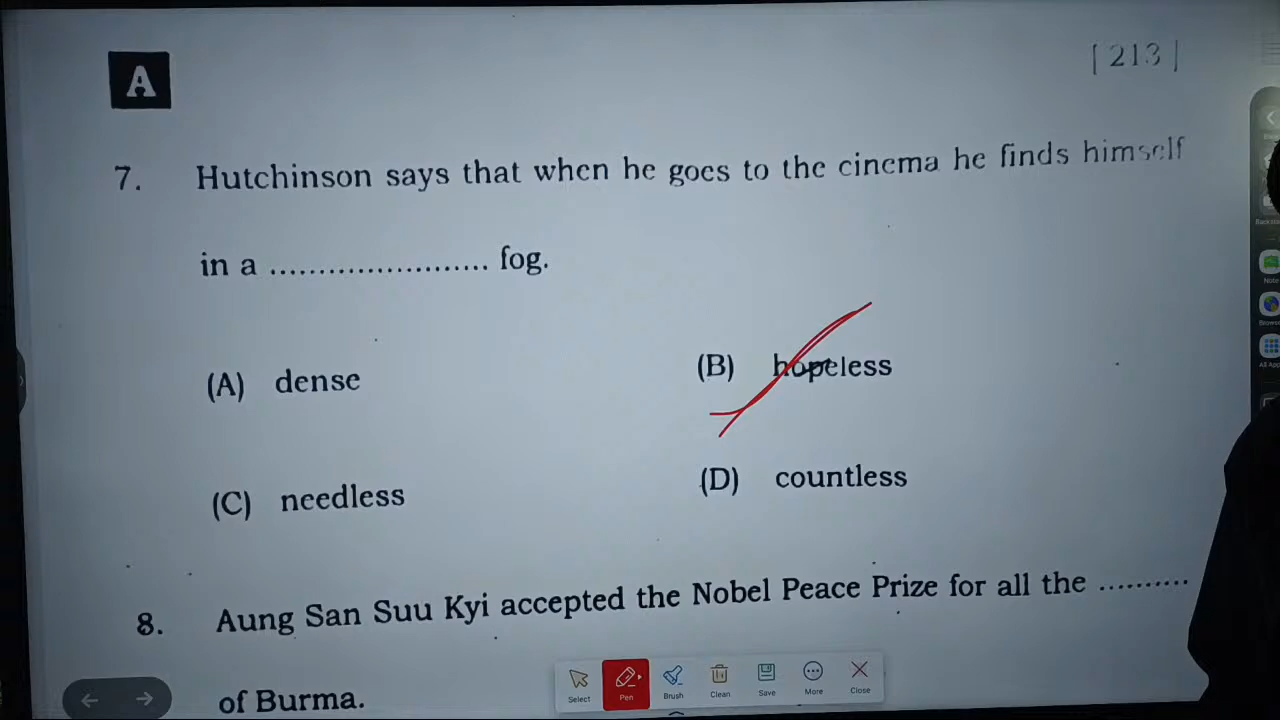 A
[ 213 ]
7. Hutchinson says that when he goes to the cinema he finds himself
in a ....................... fog.
(A) dense
(B) hopeless
(C) needless
(D) countless
8. Aung San Suu Kyi accepted the Nobel Peace Prize for all the ..........
of Burma.
Select Pen Brush Clean Save More Close